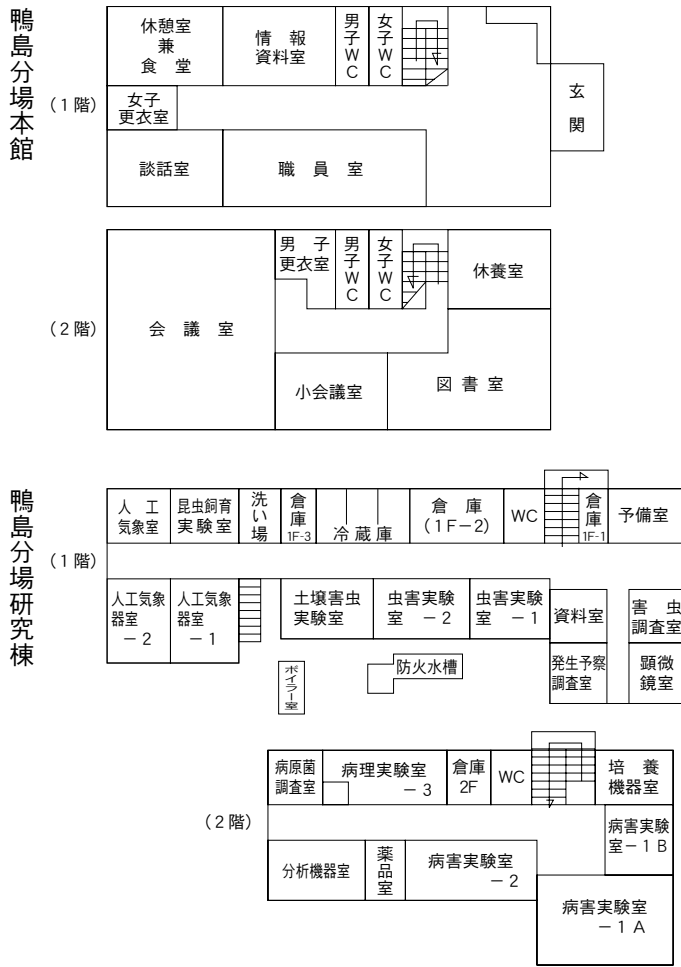 鴨島分場本館
（1階）
休憩室
兼
食　堂
情　報
資料室
男子WC
女子WC
玄
関
女子
更衣室
談話室
職　員　室
（2階）
男　子
更衣室
男子WC
女子WC
休養室
会　議　室
小会議室
図　書　室
鴨島分場研究棟
（1階）
人　工
気象室
昆虫飼育
実験室
洗い場
倉庫
1F-3
冷　蔵　庫
倉　庫
（1F－2）
WC
倉庫
1F-1
予備室
人工気象
器室
－2
人工気象
器室
－1
土壌害虫
実験室
虫害実験
室　－2
虫害実験
室　－1
資料室
害　虫
調査室
発生予察
調査室
顕微
鏡室
ボイラー室
防火水槽
（2階）
病原菌
調査室
病理実験室
－3
倉庫
2F
WC
培　養
機器室
病害実験
室－1B
分析機器室
薬品室
病害実験室
－2
病害実験室
－1A